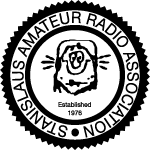 STANISLAUS AMATEUR RADIO ASSOCIATION
Established
1976